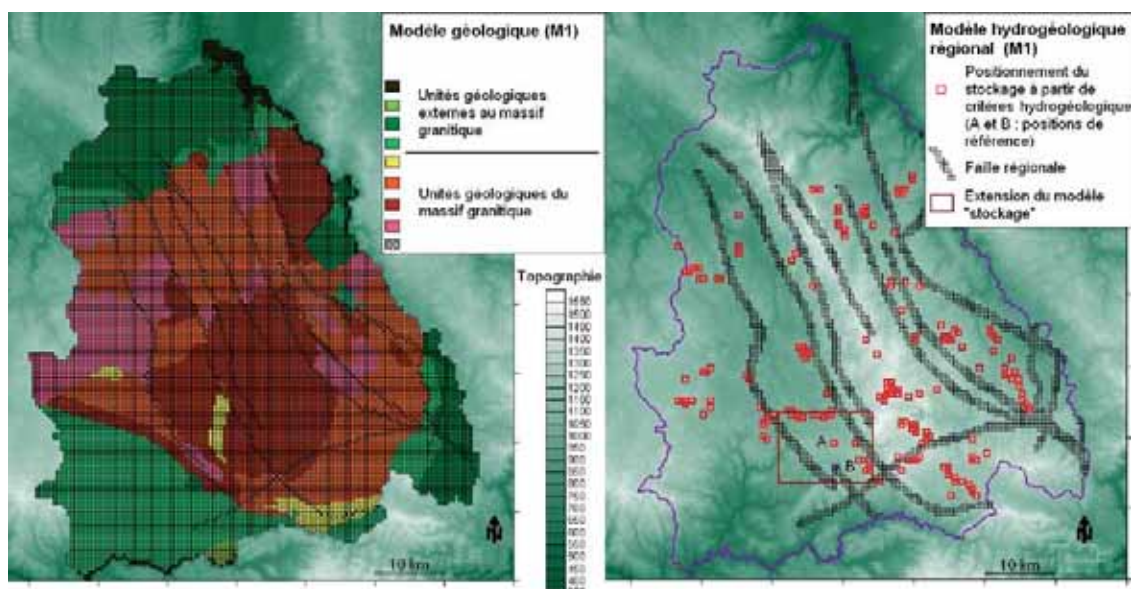 Modèle géologique (M1)
Unités géologiques
externes au massif
granitique
Unités géologiques du
massif granitique
Topographie
10 km
Modèle hydrogéologique
régional (M1)
Positionnement du
stockage à partir de
critères hydrogéologique
(A et B : positions de
référence)
Faille régionale
Extension du modèle
"stockage"
A
B
10 km